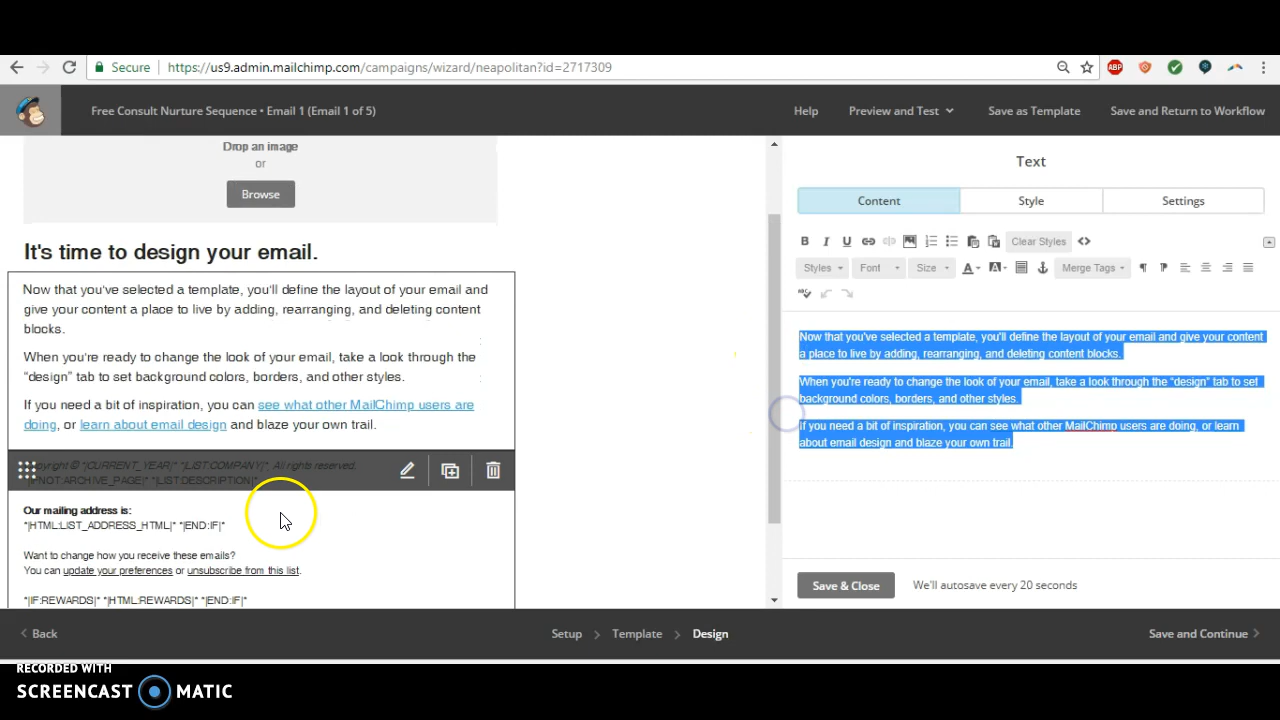 Secure
https://us9.admin.mailchimp.com/campaigns/wizard/neapolitan?id=2717309
ABP
Free Consult Nurture Sequence • Email 1 (Email 1 of 5)
Help
Preview and Test
Save as Template
Save and Return to Workflow
Drop an image
or
Browse
It's time to design your email.
Now that you've selected a template, you'll define the layout of your email and
give your content a place to live by adding, rearranging, and deleting content
blocks.
When you're ready to change the look of your email, take a look through the
“design” tab to set background colors, borders, and other styles.
If you need a bit of inspiration, you can see what other MailChimp users are
doing, or learn about email design and blaze your own trail.
Copyright © *|CURRENT_YEAR|* *|LIST:COMPANY|*, All rights reserved.
*|IFNOT:ARCHIVE_PAGE|* *|LIST:DESCRIPTION|*
Our mailing address is:
*|HTML:LIST_ADDRESS_HTML|* *|END:IF|*
Want to change how you receive these emails?
You can update your preferences or unsubscribe from this list.
*|IF:REWARDS|* *|HTML:REWARDS|* *|END:IF|*
Text
Content
Style
Settings
B I U
Clear Styles
Styles
Font
Size
A
A
Merge Tags
ABC
Now that you've selected a template, you'll define the layout of your email and give your content
a place to live by adding, rearranging, and deleting content blocks.
When you're ready to change the look of your email, take a look through the “design” tab to set
background colors, borders, and other styles.
If you need a bit of inspiration, you can see what other MailChimp users are doing, or learn
about email design and blaze your own trail.
Save & Close
We'll autosave every 20 seconds
Back
Setup
Template
Design
Save and Continue
RECORDED WITH
SCREENCAST MATIC